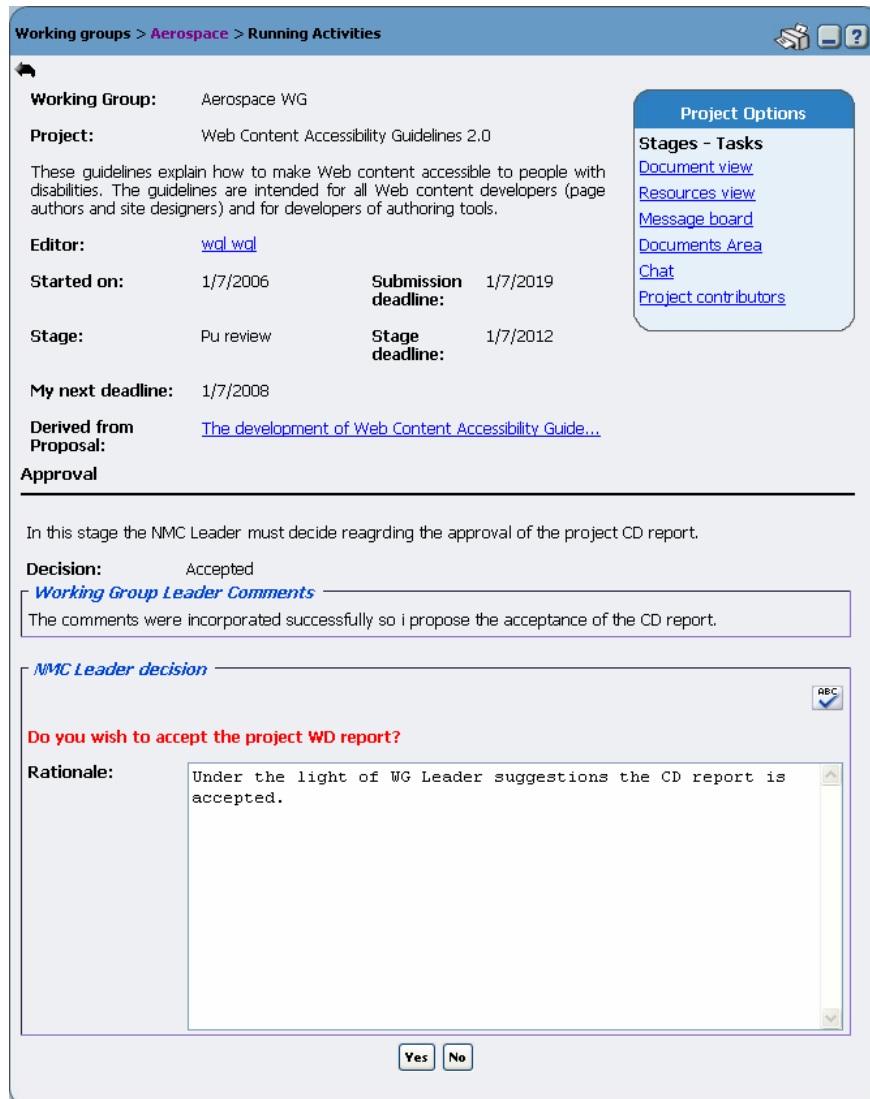 Working groups > Aerospace > Running Activities
?
Working Group: Aerospace WG
Project: Web Content Accessibility Guidelines 2.0
These guidelines explain how to make Web content accessible to people with
disabilities. The guidelines are intended for all Web content developers (page
authors and site designers) and for developers of authoring tools.
Editor: wgl wgl
Started on: 1/7/2006 Submission deadline: 1/7/2019
Stage: Pu review Stage deadline: 1/7/2012
My next deadline: 1/7/2008
Derived from Proposal: The development of Web Content Accessibility Guide...
Project Options
Stages - Tasks
Document view
Resources view
Message board
Documents Area
Chat
Project contributors
Approval
In this stage the NMC Leader must decide reagrding the approval of the project CD report.
Decision: Accepted
Working Group Leader Comments
The comments were incorporated successfully so i propose the acceptance of the CD report.
NMC Leader decision
ABC
Do you wish to accept the project WD report?
Rationale: Under the light of WG Leader suggestions the CD report is
accepted.
Yes No